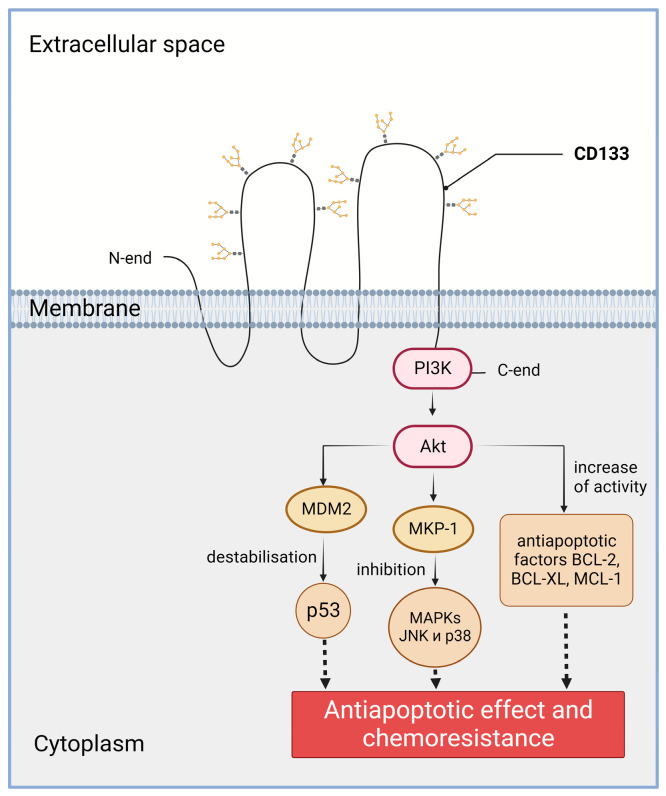 Extracellular space
CD133
N-end
Membrane
PI3K
C-end
Akt
increase
of activity
MDM2
MKP-1
antiapoptotic
factors BCL-2,
BCL-XL, MCL-1
destabilisation
inhibition
p53
MAPKs
JNK и p38
Antiapoptotic effect and
chemoresistance
Cytoplasm